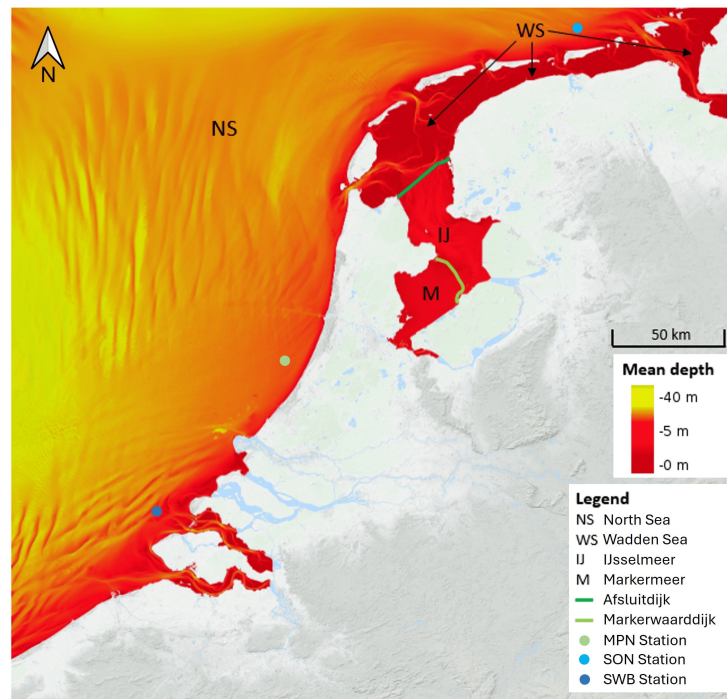 WS
N
NS
IJ
M
50 km
Mean depth
-40 m
-5 m
-0 m
Legend
NS North Sea
WS Wadden Sea
IJ IJsselmeer
M Markermeer
Afsluitdijk
Markerwaarddijk
MPN Station
SON Station
SWB Station